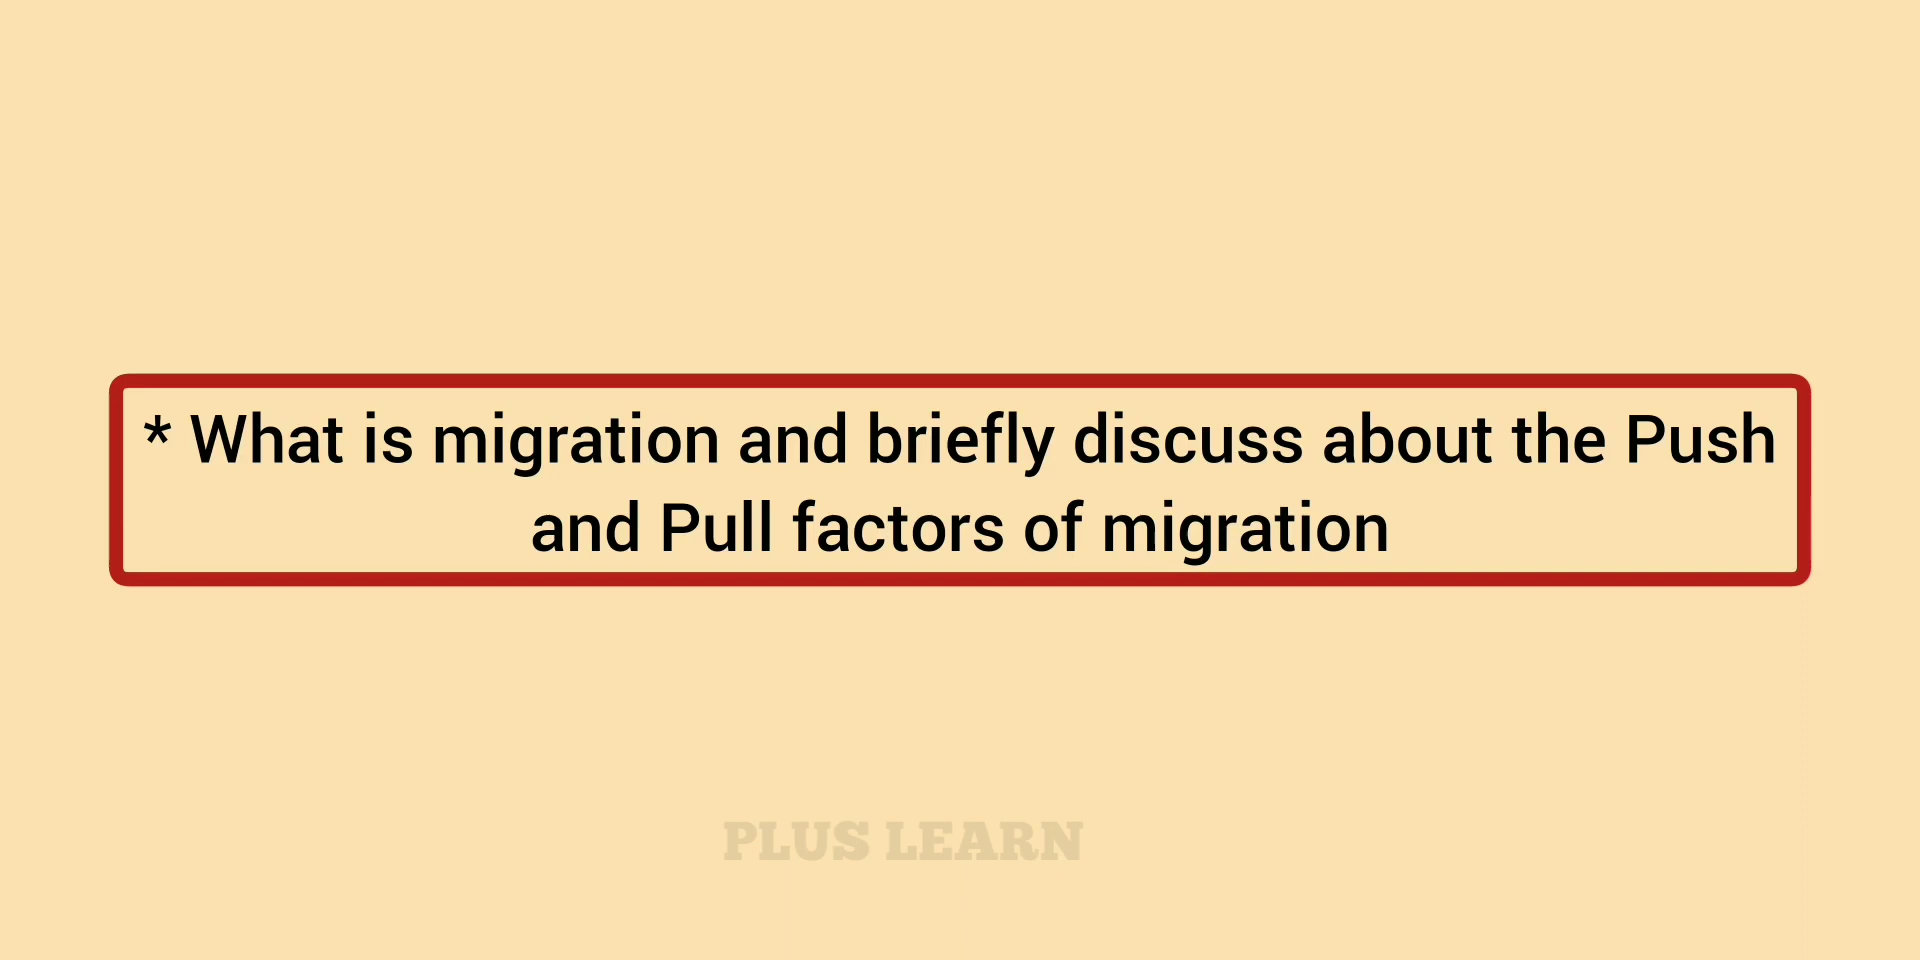 * What is migration and briefly discuss about the Push
and Pull factors of migration
PLUS LEARN